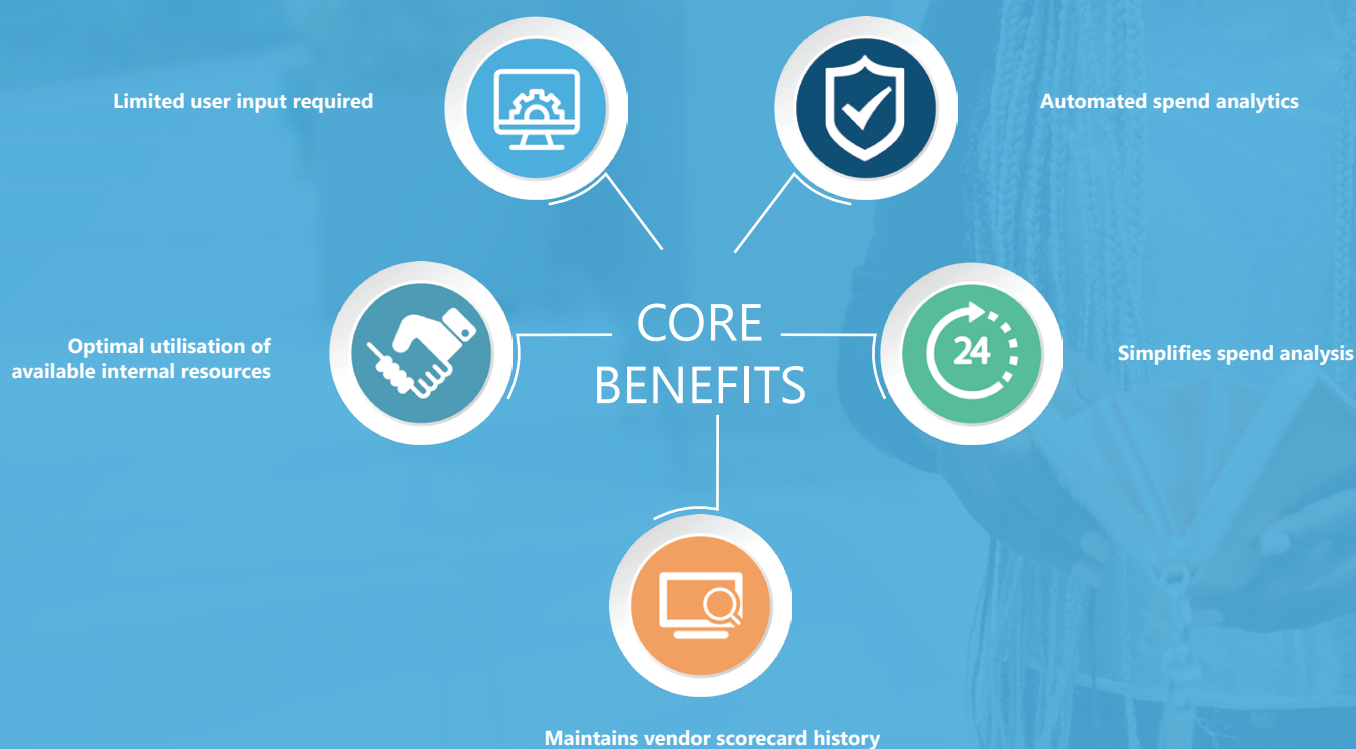 Limited user input required
Automated spend analytics
CORE
BENEFITS
Optimal utilisation of
available internal resources
24
Simplifies spend analysis
Maintains vendor scorecard history